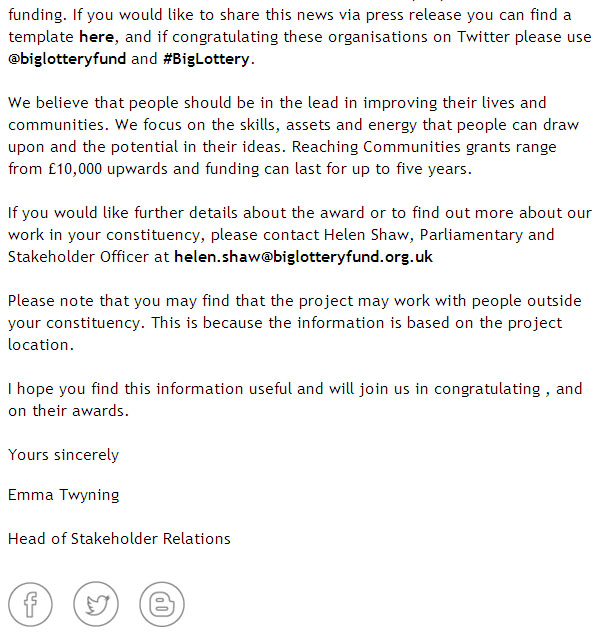 funding. If you would like to share this news via press release you can find a
template here, and if congratulating these organisations on Twitter please use
@biglotteryfund and #BigLottery.
We believe that people should be in the lead in improving their lives and
communities. We focus on the skills, assets and energy that people can draw
upon and the potential in their ideas. Reaching Communities grants range
from £10,000 upwards and funding can last for up to five years.
If you would like further details about the award or to find out more about our
work in your constituency, please contact Helen Shaw, Parliamentary and
Stakeholder Officer at helen.shaw@biglotteryfund.org.uk
Please note that you may find that the project may work with people outside
your constituency. This is because the information is based on the project
location.
I hope you find this information useful and will join us in congratulating , and
on their awards.
Yours sincerely
Emma Twyning
Head of Stakeholder Relations